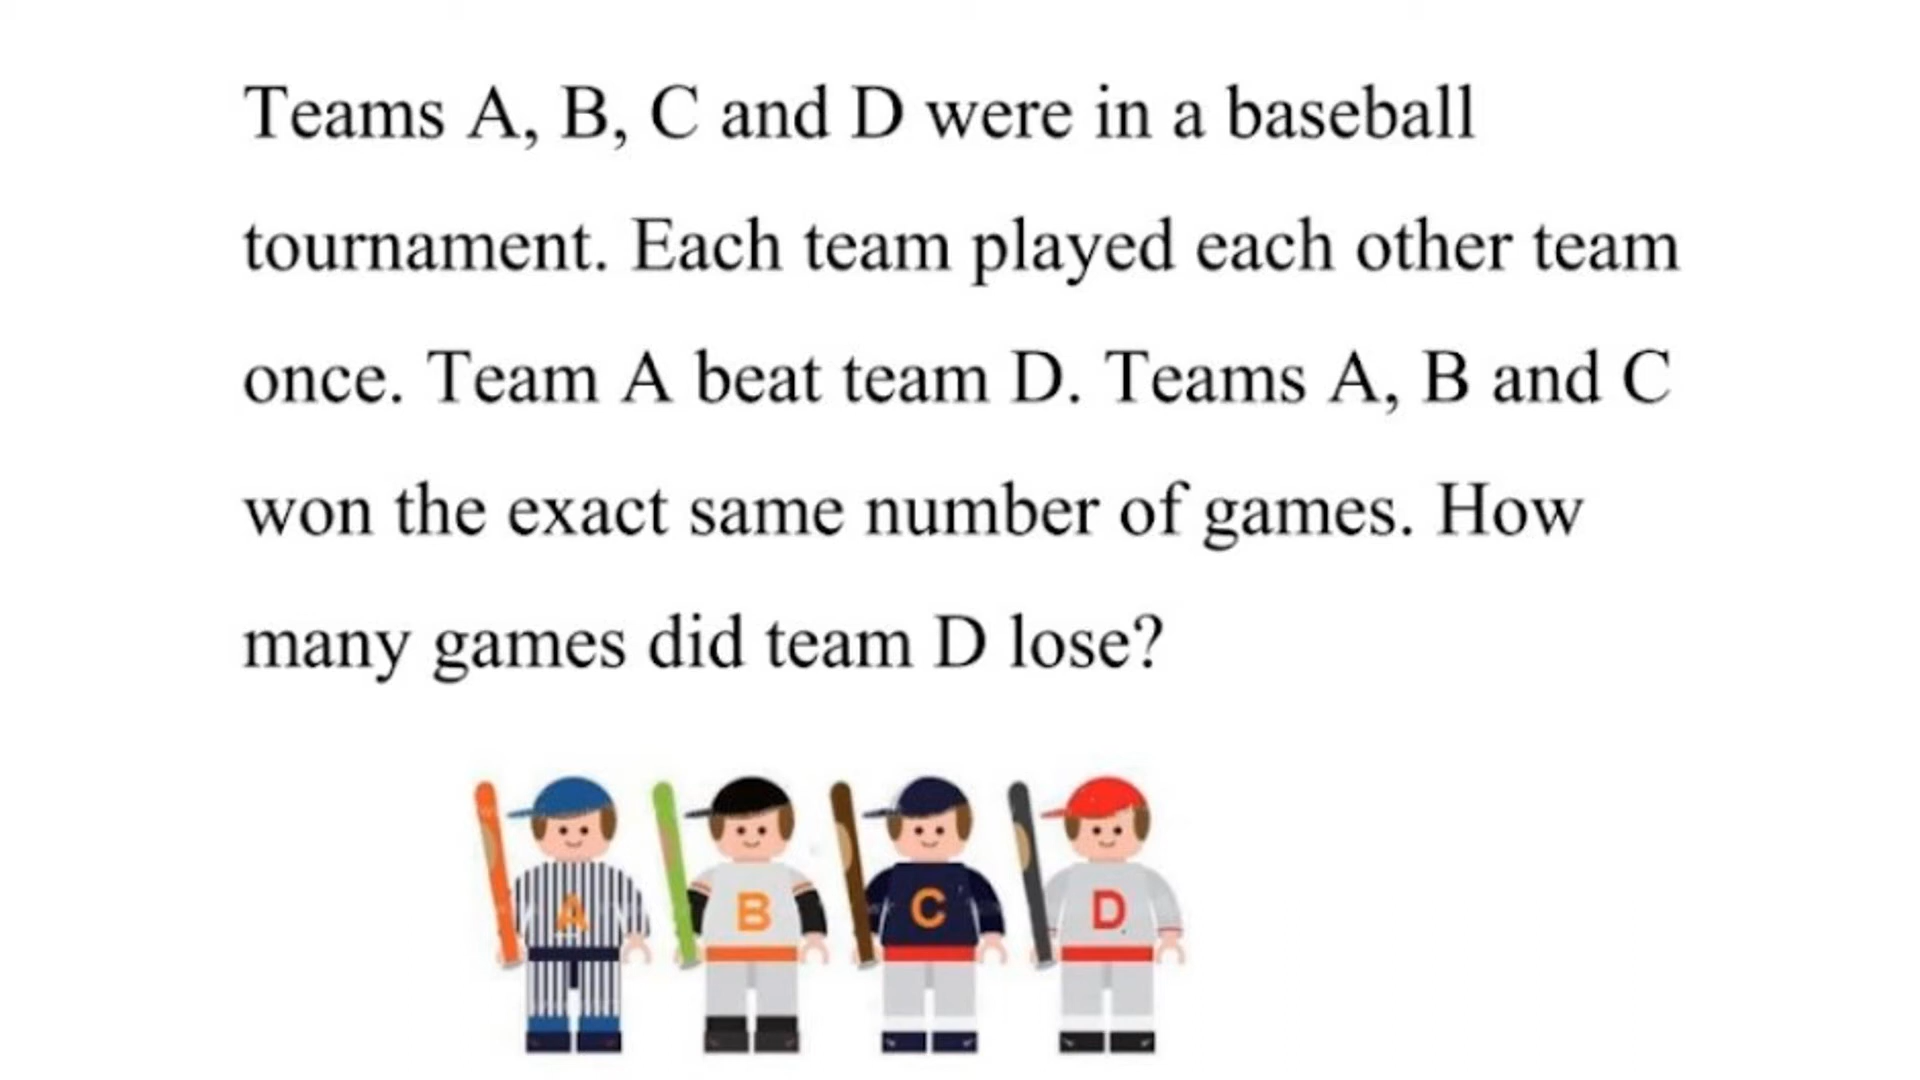 Teams A, B, C and D were in a baseball
tournament. Each team played each other team
once. Team A beat team D. Teams A, B and C
won the exact same number of games. How
many games did team D lose?
A B C D